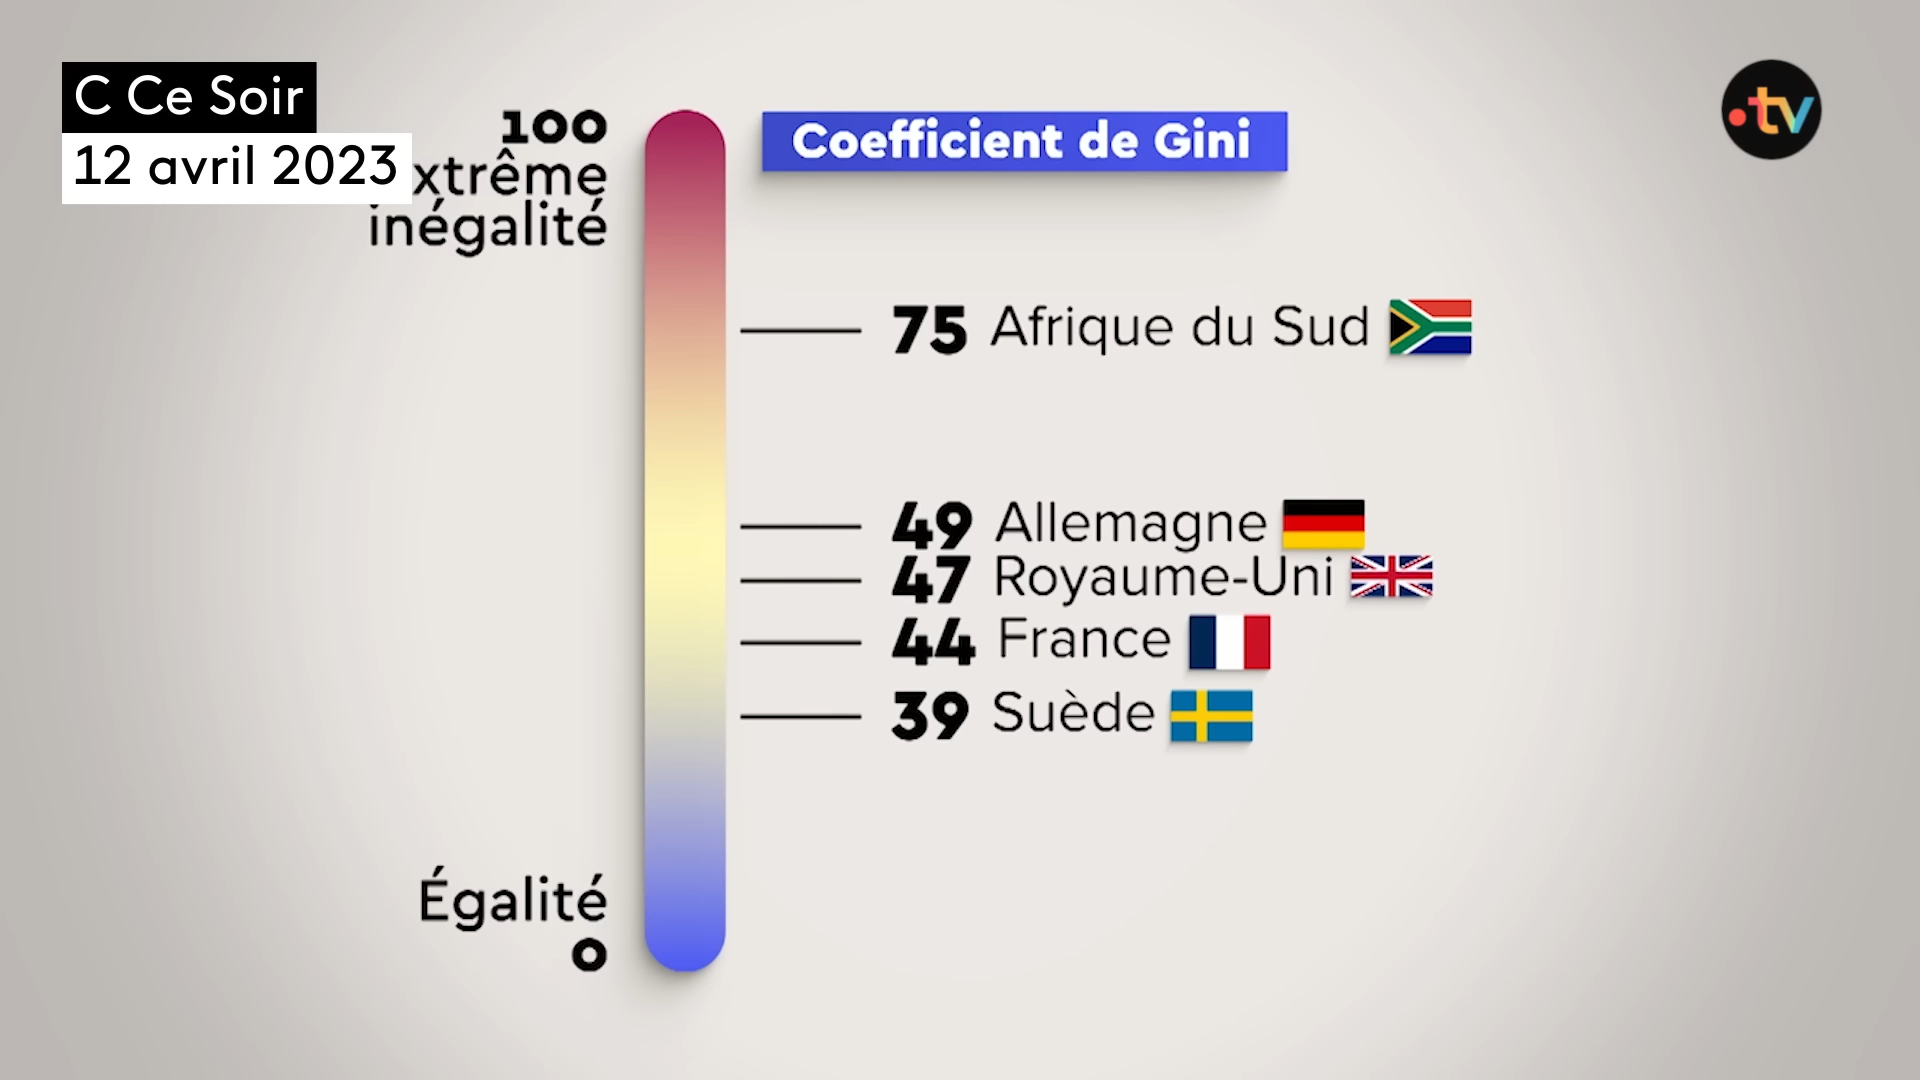 C Ce Soir
12 avril 2023
100
xtrême
inégalité
Coefficient de Gini
.tv
75 Afrique du Sud
49 Allemagne
47 Royaume-Uni
44 France
39 Suède
Égalité
0